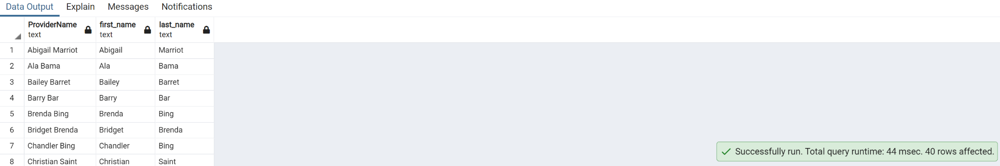 Data Output Explain Messages Notifications
ProviderName first_name last_name
text text text
1 Abigail Marriot Abigail Marriot
2 Ala Bama Ala Bama
3 Bailey Barret Bailey Barret
4 Barry Bar Barry Bar
5 Brenda Bing Brenda Bing
6 Bridget Brenda Bridget Brenda
7 Chandler Bing Chandler Bing
Successfully run. Total query runtime: 44 msec. 40 rows affected.
8 Christian Saint Christian Saint